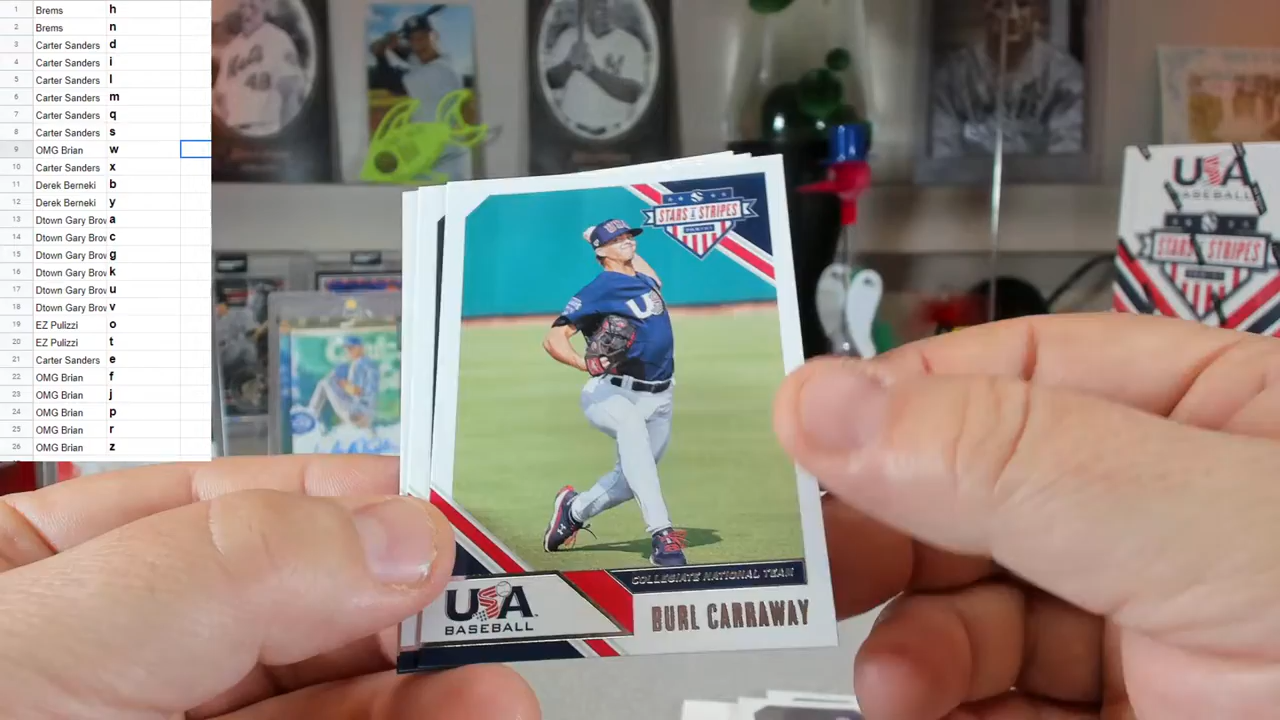 1 Brems h
2 Brems n
3 Carter Sanders d
4 Carter Sanders i
5 Carter Sanders l
6 Carter Sanders m
7 Carter Sanders q
8 Carter Sanders s
9 OMG Brian w
10 Carter Sanders x
11 Derek Berneki b
12 Derek Berneki y
13 Dtown Gary Brov a
14 Dtown Gary Brov c
15 Dtown Gary Brov g
16 Dtown Gary Brov k
17 Dtown Gary Brov u
18 Dtown Gary Brov v
19 EZ Pulizzi o
20 EZ Pulizzi t
21 Carter Sanders e
22 OMG Brian f
23 OMG Brian j
24 OMG Brian p
25 OMG Brian r
26 OMG Brian z
STARS & STRIPES
PANINI
USA
COLLEGIATE NATIONAL TEAM
USA
BASEBALL
BURL CARRAWAY
USA
BASEBALL
STARS & STRIPES